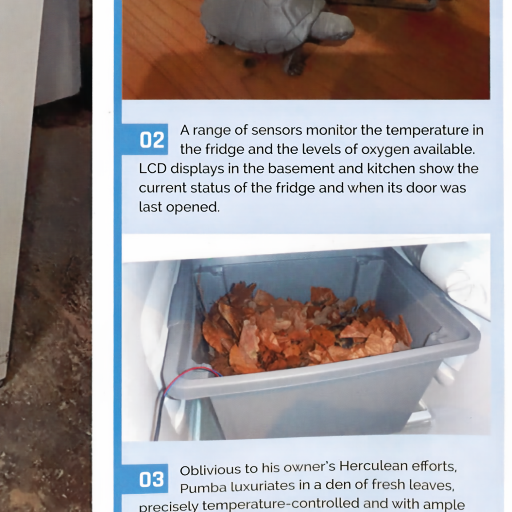 02
A range of sensors monitor the temperature in
the fridge and the levels of oxygen available.
LCD displays in the basement and kitchen show the
current status of the fridge and when its door was
last opened.
03
Oblivious to his owner's Herculean efforts,
Pumba luxuriates in a den of fresh leaves,
precisely temperature-controlled and with ample